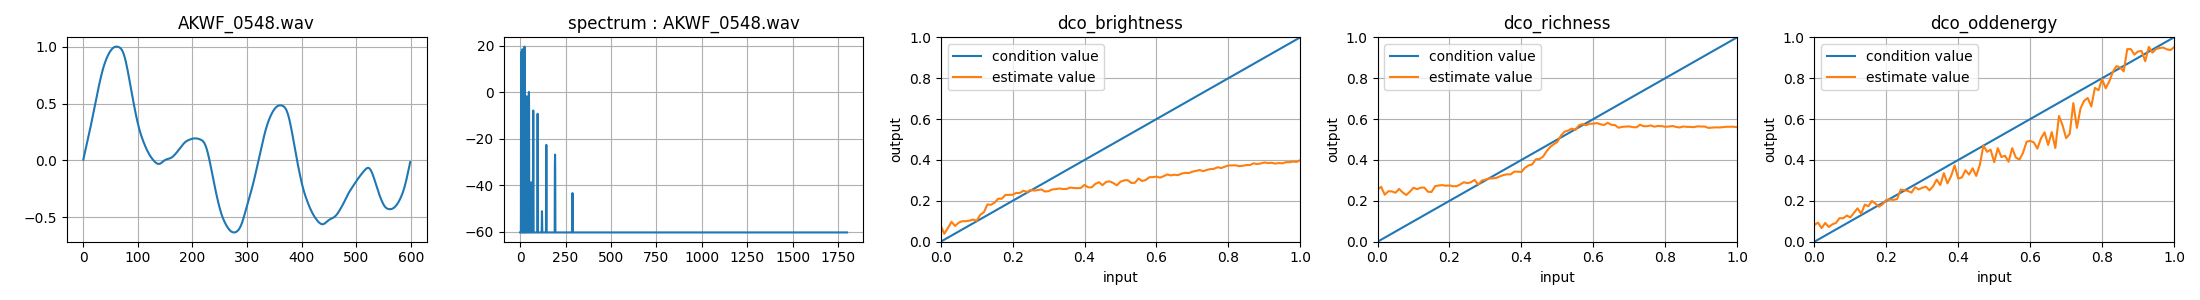 AKWF_0548.wav
1.0
0.5
0.0
−0.5
0 100 200 300 400 500 600
spectrum : AKWF_0548.wav
20
0
−20
−40
−60
0 250 500 750 1000 1250 1500 1750
dco_brightness
condition value
estimate value
output
1.0
0.8
0.6
0.4
0.2
0.0
0.0 0.2 0.4 0.6 0.8 1.0
input
dco_richness
condition value
estimate value
output
1.0
0.8
0.6
0.4
0.2
0.0
0.0 0.2 0.4 0.6 0.8 1.0
input
dco_oddenergy
condition value
estimate value
output
1.0
0.8
0.6
0.4
0.2
0.0
0.0 0.2 0.4 0.6 0.8 1.0
input